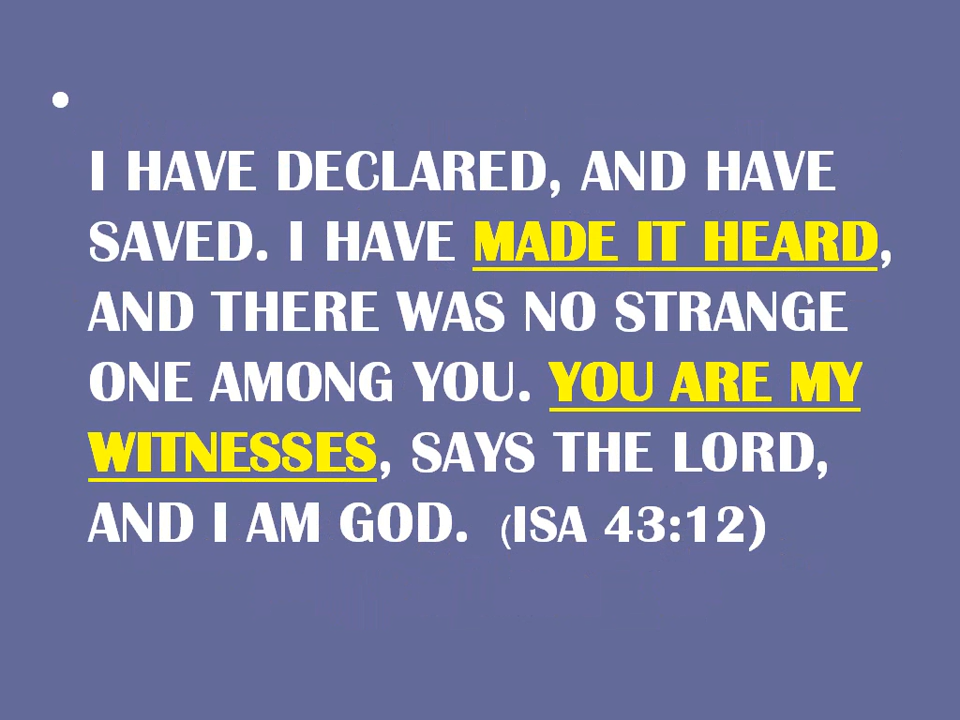 I HAVE DECLARED, AND HAVE
SAVED. I HAVE MADE IT HEARD,
AND THERE WAS NO STRANGE
ONE AMONG YOU. YOU ARE MY
WITNESSES, SAYS THE LORD,
AND I AM GOD. (ISA 43:12)